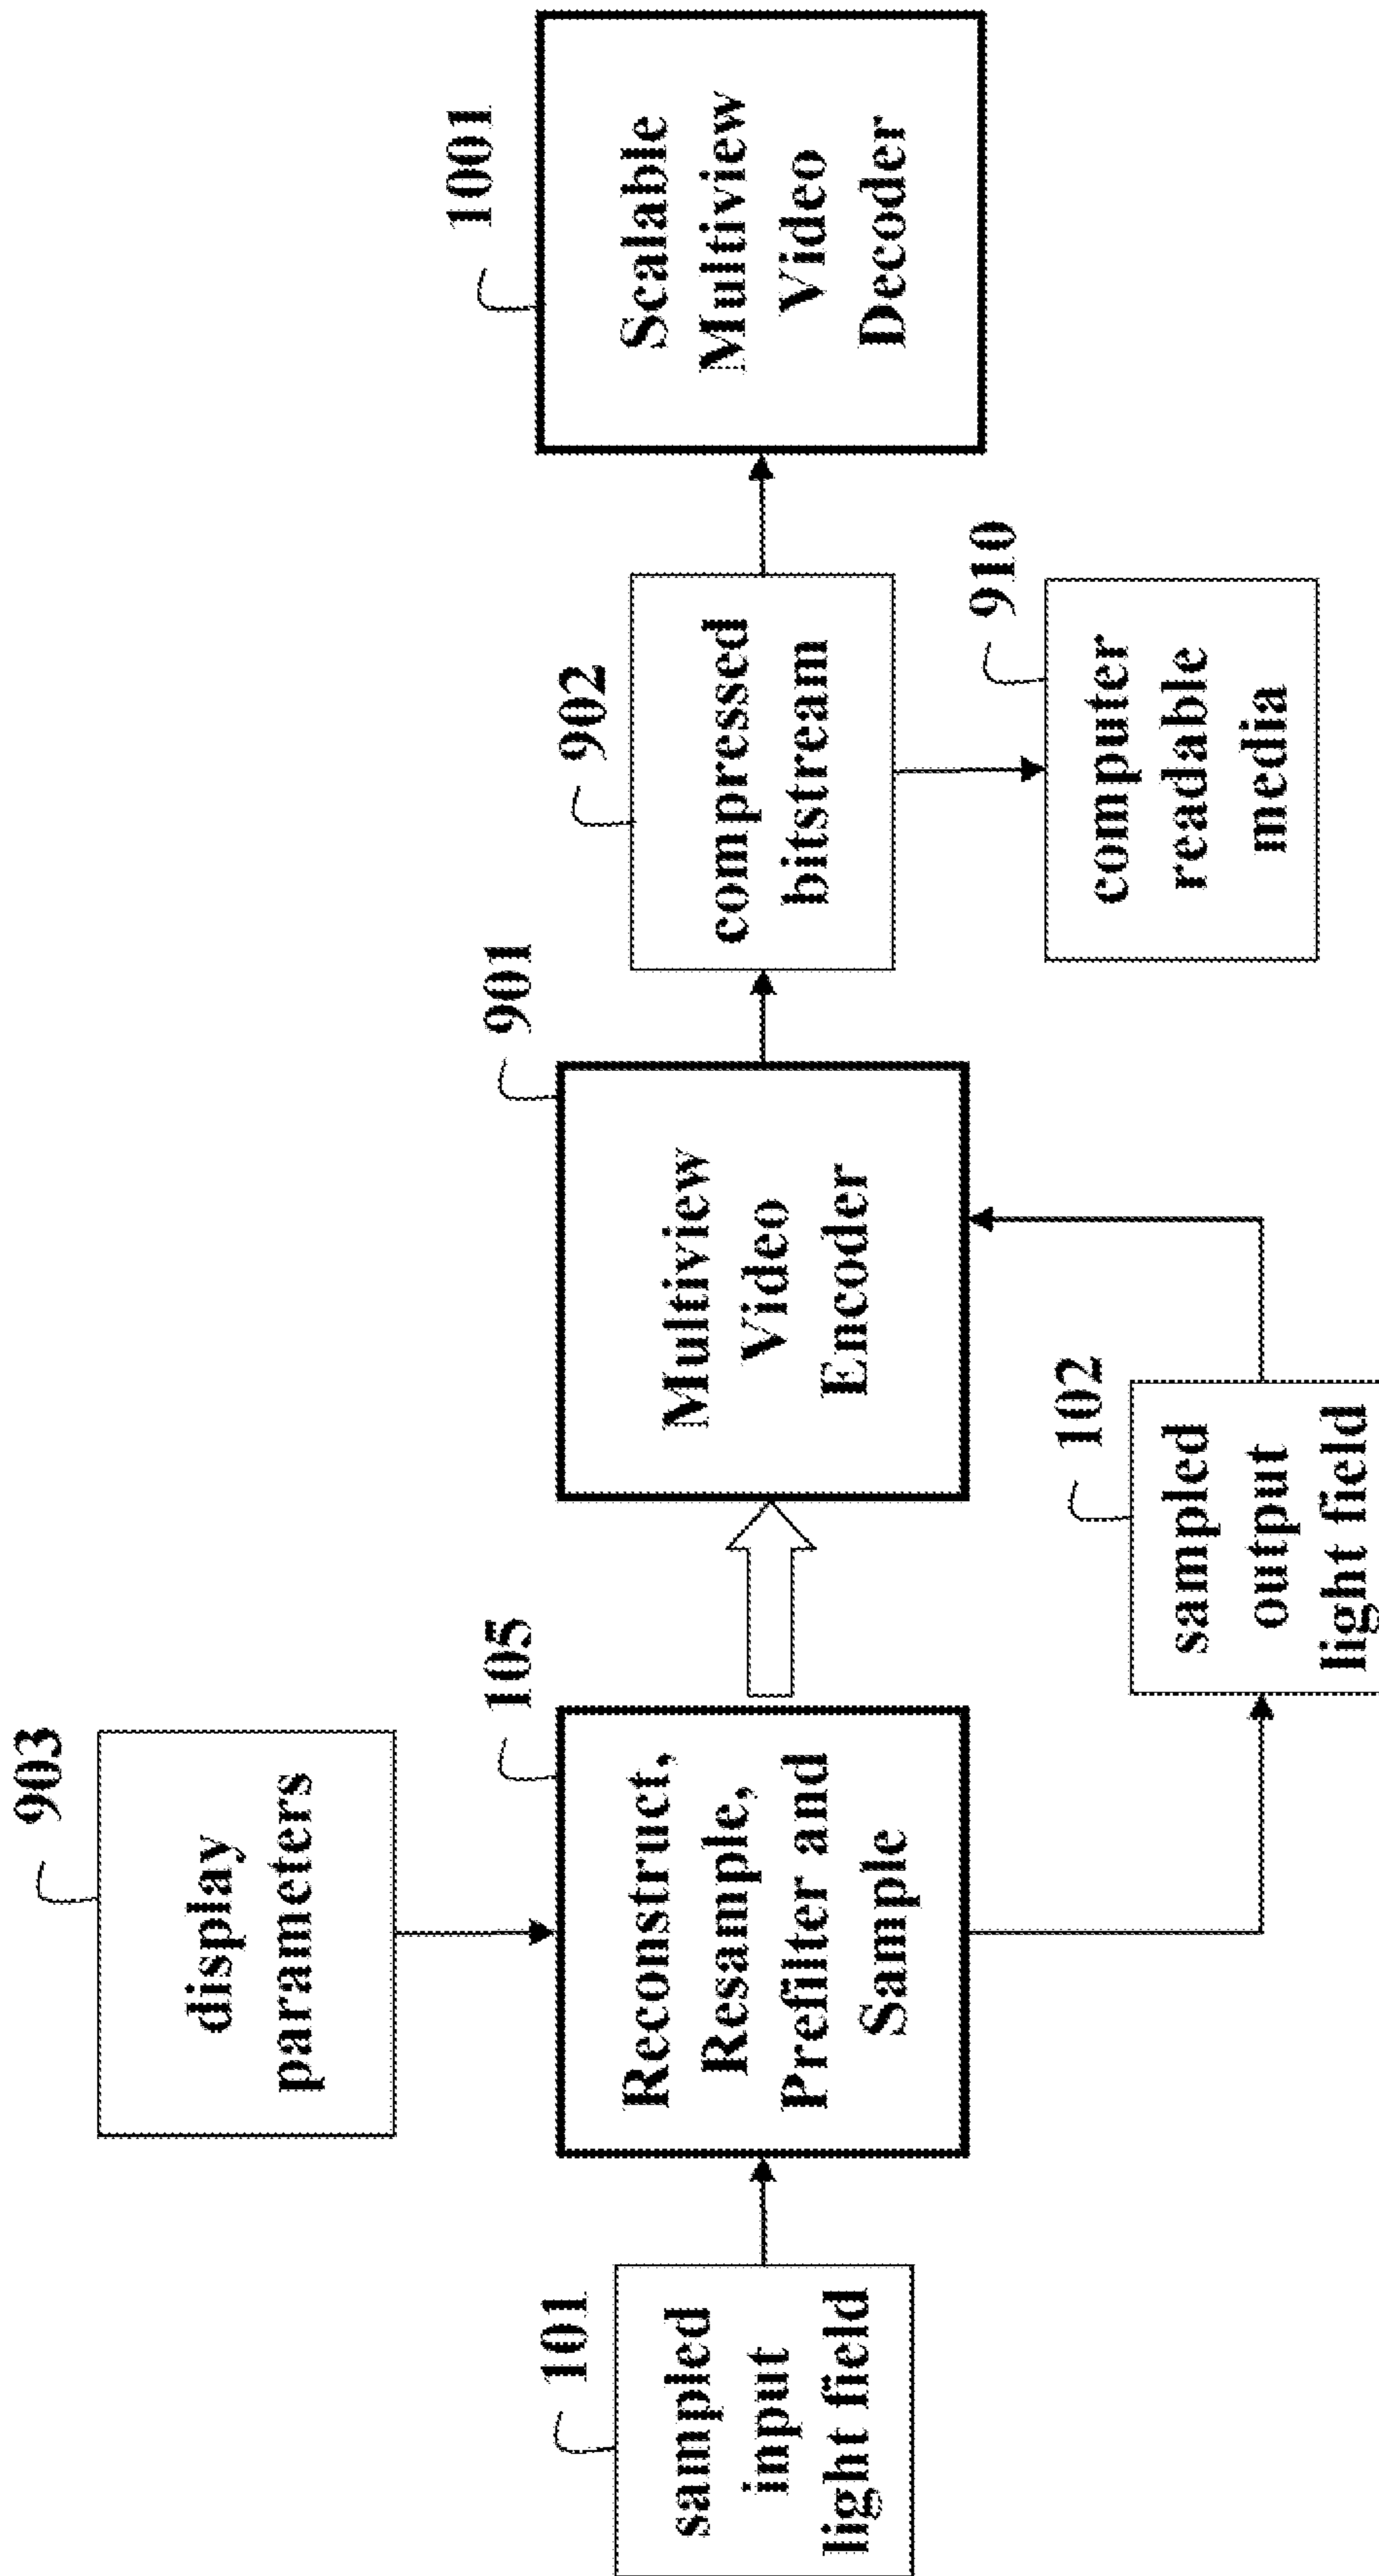 903
display
parameters
101
sampled
input
light field
105
Reconstruct,
Resample,
Prefilter and
Sample
102
sampled
output
light field
901
Multiview
Video
Encoder
902
compressed
bitstream
910
computer
readable
media
1001
Scalable
Multiview
Video
Decoder